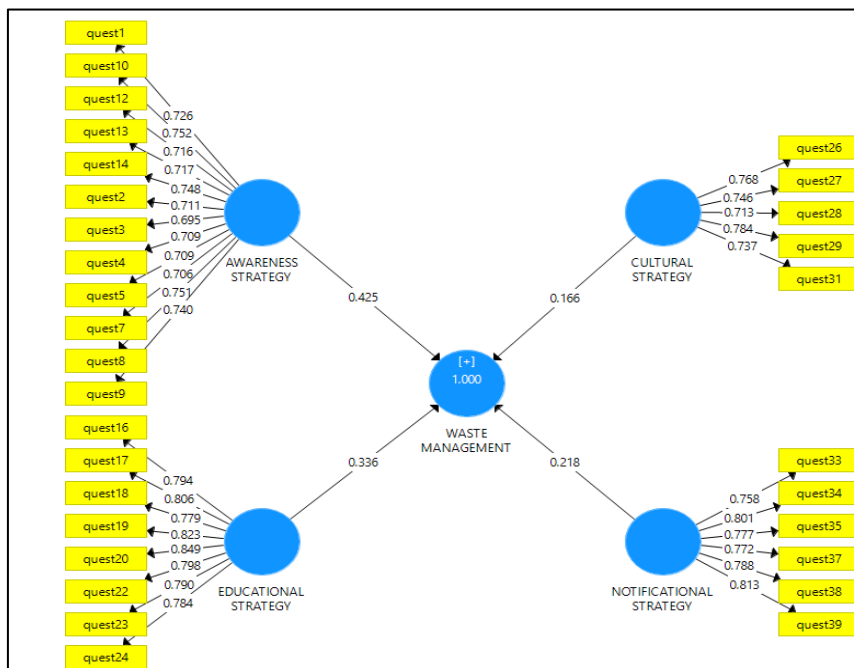 quest1
quest10
quest12
quest13
quest14
quest2
quest3
quest4
quest5
quest7
quest8
quest9
0.726
0.752
0.716
0.717
0.748
0.711
0.695
0.709
0.709
0.706
0.751
0.740
AWARENESS
STRATEGY
0.425
quest26
quest27
quest28
quest29
quest31
0.768
0.746
0.713
0.784
0.737
CULTURAL
STRATEGY
0.166
[+]
1.000
WASTE
MANAGEMENT
quest16
quest17
quest18
quest19
quest20
quest22
quest23
quest24
0.794
0.806
0.779
0.823
0.849
0.798
0.790
0.784
EDUCATIONAL
STRATEGY
0.336
0.218
quest33
quest34
quest35
quest37
quest38
quest39
0.758
0.801
0.777
0.772
0.788
0.813
NOTIFICATIONAL
STRATEGY